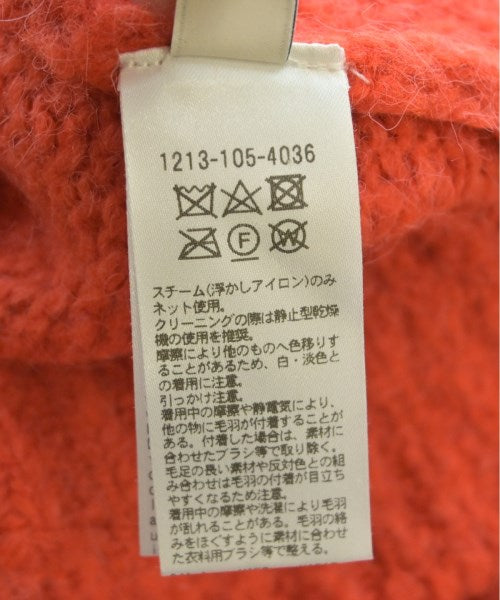 1213-105-4036
F W
スチーム(浮かしアイロン)のみ
ネット使用。
クリーニングの際は静止型乾燥
機の使用を推奨。
摩擦により他のものへ色移りす
ることがあるため、白・淡色と
の着用に注意。
引っかけ注意。
着用中の摩擦や静電気により、
他の物に毛羽が付着することが
ある。付着した場合は、素材に
合わせたブラシ等で取り除く。
毛足の長い素材や反対色との組
み合わせは毛羽の付着が目立ち
やすくなるため注意。
着用中の摩擦や洗濯により毛羽
が乱れることがある。毛羽の絡
みをほぐすように素材に合わせ
た衣料用ブラシ等で整える。